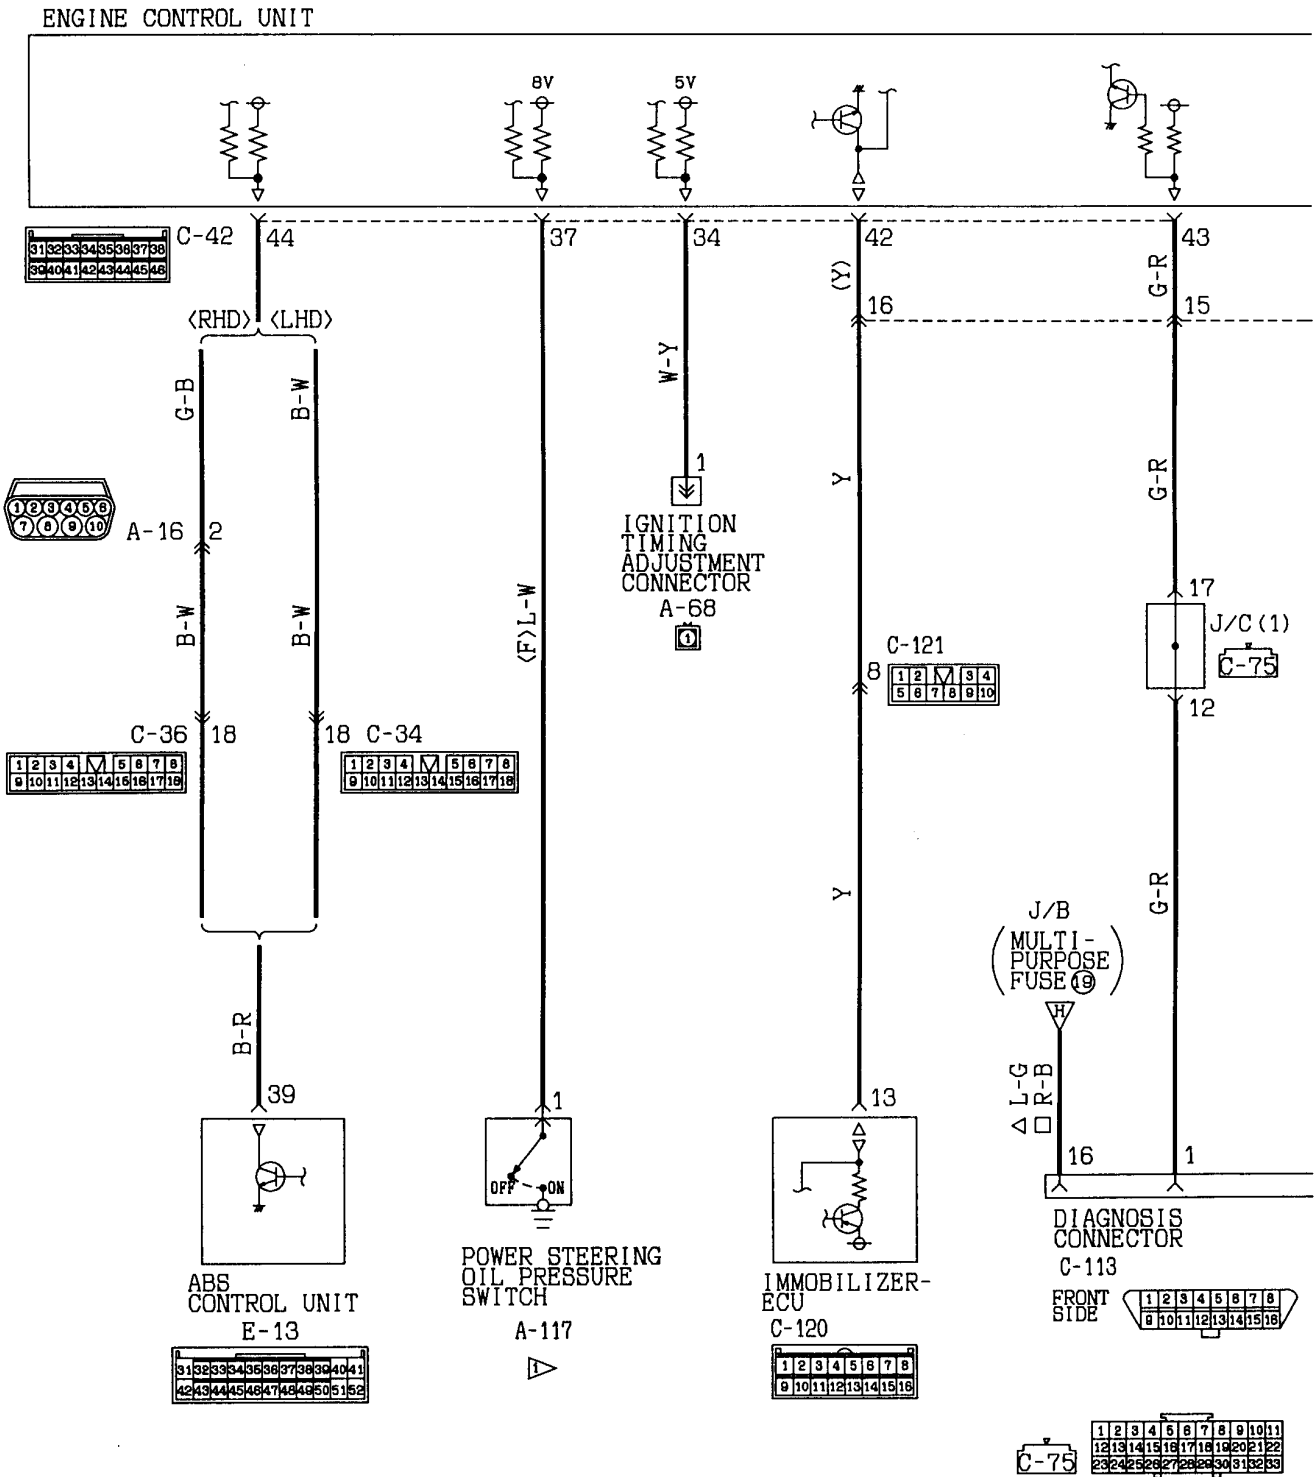 ENGINE CONTROL UNIT
8V
5V
C-42
44
37
34
42
43
31 32 33 34 35 36 37 38
39 40 41 42 43 44 45 46
(Y)
G-R
16
15
<RHD>
<LHD>
G-B
B-W
W-Y
Y
G-R
1
1 2 3 4 5 6
7 8 9 10
A-16
2
IGNITION
TIMING
ADJUSTMENT
CONNECTOR
A-68
1
17
J/C(1)
C-75
12
B-W
B-W
<F>L-W
C-121
8
1 2 3 4
5 6 7 8 9 10
C-36
18
18
C-34
1 2 3 4 5 6 7 8
9 10 11 12 13 14 15 16 17 18
1 2 3 4 5 6 7 8
9 10 11 12 13 14 15 16 17 18
Y
G-R
J/B
(MULTI-
PURPOSE
FUSE 19)
H
B-R
L-G
R-B
39
1
13
16
1
OFF
ON
ABS
CONTROL UNIT
E-13
31 32 33 34 35 36 37 38 39 40 41
42 43 44 45 46 47 48 49 50 51 52
POWER STEERING
OIL PRESSURE
SWITCH
A-117
1
IMMOBILIZER-
ECU
C-120
1 2 3 4 5 6 7 8
9 10 11 12 13 14 15 16
DIAGNOSIS
CONNECTOR
C-113
FRONT
SIDE
1 2 3 4 5 6 7 8
9 10 11 12 13 14 15 16
C-75
1 2 3 4 5 6 7 8 9 10 11
12 13 14 15 16 17 18 19 20 21 22
23 24 25 26 27 28 29 30 31 32 33